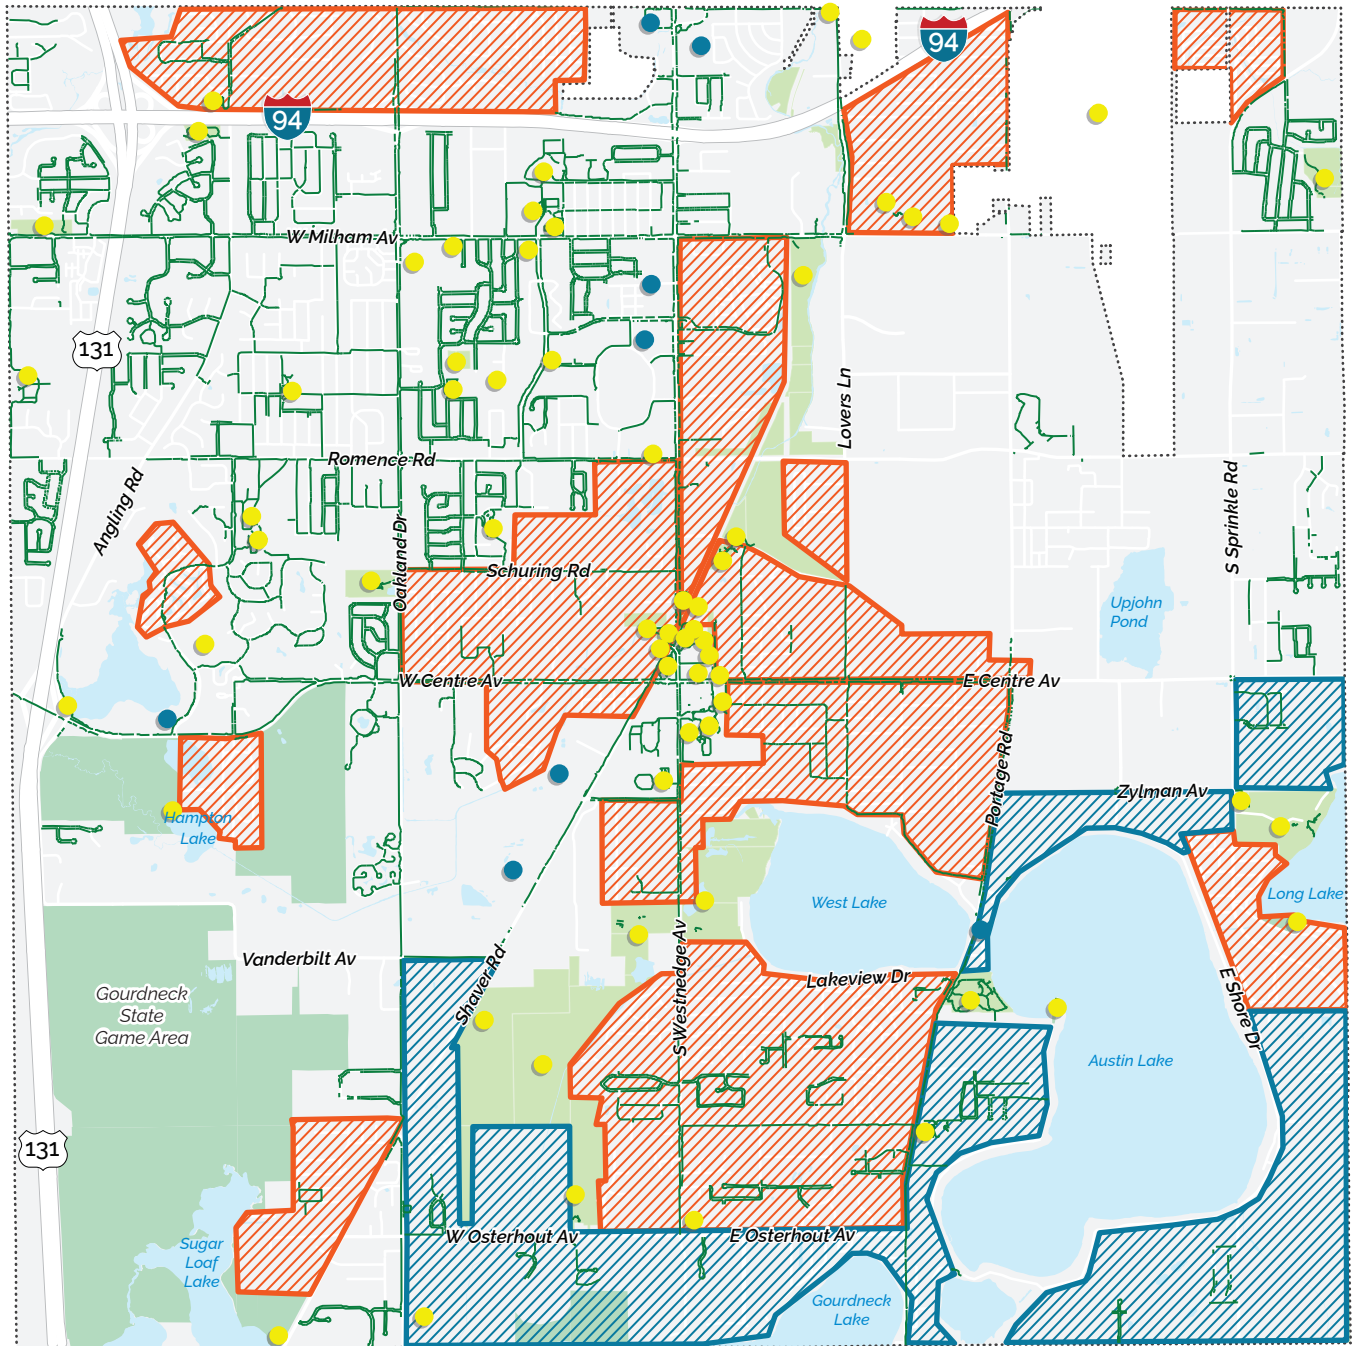 94
94
W Milham Av
131
Lovers Ln
Romence Rd
Angling Rd
S Sprinkle Rd
Oakland Dr
Schuring Rd
Upjohn
Pond
W Centre Av
E Centre Av
Portage Rd
Zylman Av
Hampton
Lake
Long Lake
West Lake
S Westnedge Av
Vanderbilt Av
Shaver Rd
Lakeview Dr
Gourdneck
State
Game Area
E Shore Dr
Austin Lake
131
W Osterhout Av
E Osterhout Av
Sugar
Loaf
Lake
Gourdneck
Lake